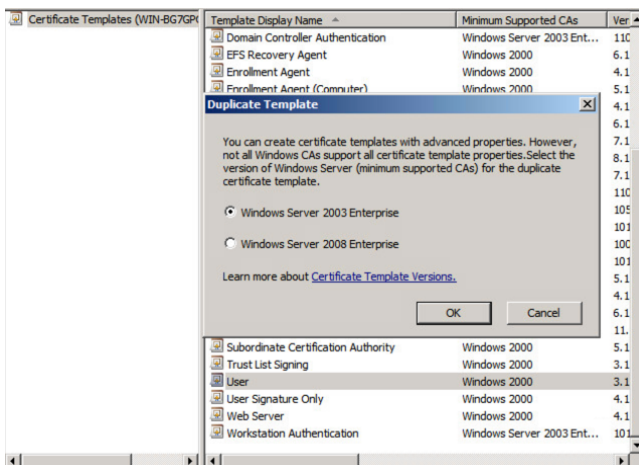 Certificate Templates (WIN-BG7GP
Template Display Name Minimum Supported CAs Ver
Domain Controller Authentication Windows Server 2003 Ent... 110
EFS Recovery Agent Windows 2000 6.1
Enrollment Agent Windows 2000 4.1
Enrollment Agent (Computer) Windows 2000 5.1
Duplicate Template 4.1
6.1
You can create certificate templates with advanced properties. However, 7.1
not all Windows CAs support all certificate template properties.Select the 8.1
version of Windows Server (minimum supported CAs) for the duplicate 7.1
certificate template. 110
Windows Server 2003 Enterprise 105
101
Windows Server 2008 Enterprise 100
101
Learn more about Certificate Template Versions. 5.1
4.1
OK Cancel 6.1
11.
Subordinate Certification Authority Windows 2000 5.1
Trust List Signing Windows 2000 3.1
User Windows 2000 3.1
User Signature Only Windows 2000 4.1
Web Server Windows 2000 4.1
Workstation Authentication Windows Server 2003 Ent... 101